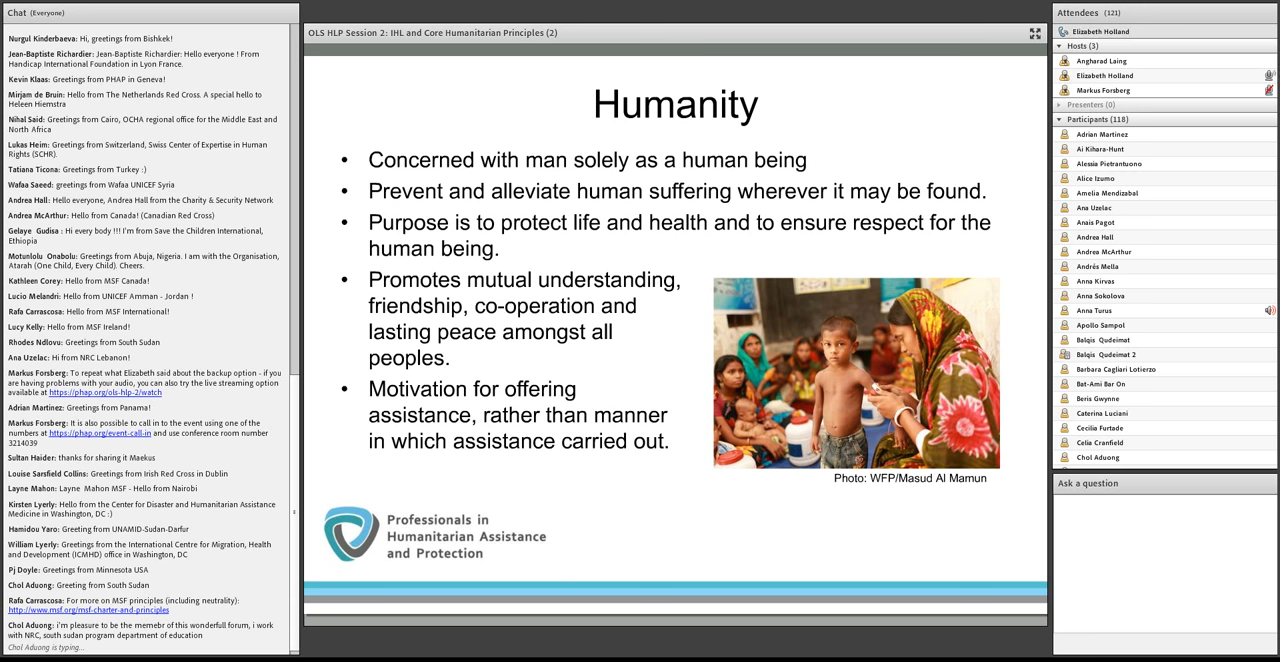 Chat (Everyone)
Nurgul Kinderbaeva: Hi, greetings from Bishkek!
Jean-Baptiste Richardier: Jean-Baptiste Richardier: Hello everyone ! From
Handicap International Foundation in Lyon France.
Kevin Klaas: Greetings from PHAP in Geneva!
Mirjam de Bruin: Hello from The Netherlands Red Cross. A special hello to
Heleen Hiemstra
Nihal Said: Greetings from Cairo, OCHA regional office for the Middle East and
North Africa
Lukas Heim: Greetings from Switzerland, Swiss Center of Expertise in Human
Rights (SCHR).
Tatiana Ticona: Greetings from Turkey :)
Wafaa Saeed: greetings from Wafaa UNICEF Syria
Andrea Hall: Hello everyone, Andrea Hall from the Charity & Security Network
Andrea McArthur: Hello from Canada! (Canadian Red Cross)
Gelaye Gudisa : Hi every body !!! I'm from Save the Children International,
Ethiopia
Motunlolu Onabolu: Greetings from Abuja, Nigeria. I am with the Organisation,
Atarah (One Child, Every Child). Cheers.
Kathleen Corey: Hello from MSF Canada!
Lucio Melandri: Hello from UNICEF Amman - Jordan !
Rafa Carrascosa: Hello from MSF International!
Lucy Kelly: Hello from MSF Ireland!
Rhodes Ndlovu: Greetings from South Sudan
Ana Uzelac: Hi from NRC Lebanon!
Markus Forsberg: To repeat what Elizabeth said about the backup option - if you
are having problems with your audio, you can also try the live streaming option
available at https://phap.org/ols-hlp-2/watch
Adrian Martinez: Greetings from Panama!
Markus Forsberg: It is also possible to call in to the event using one of the
numbers at https://phap.org/event-call-in and use conference room number
3214039
Sultan Haider: thanks for sharing it Maekus
Louise Sarsfield Collins: Greetings from Irish Red Cross in Dublin
Layne Mahon: Layne Mahon MSF - Hello from Nairobi
Kirsten Lyerly: Hello from the Center for Disaster and Humanitarian Assistance
Medicine in Washington, DC :)
Hamidou Yaro: Greeting from UNAMID-Sudan-Darfur
William Lyerly: Greetings from the International Centre for Migration, Health
and Development (ICMHD) office in Washington, DC
Pj Doyle: Greetings from Minnesota USA
Chol Aduong: Greeting from South Sudan
Rafa Carrascosa: For more on MSF principles (including neutrality):
http://www.msf.org/msf-charter-and-principles
Chol Aduong: i'm pleasure to be the memebr of this wonderfull forum, i work
with NRC, south sudan program department of education
Chol Aduong is typing...
OLS HLP Session 2: IHL and Core Humanitarian Principles (2)
Humanity
• Concerned with man solely as a human being
• Prevent and alleviate human suffering wherever it may be found.
• Purpose is to protect life and health and to ensure respect for the
human being.
• Promotes mutual understanding,
friendship, co-operation and
lasting peace amongst all
peoples.
• Motivation for offering
assistance, rather than manner
in which assistance carried out.
Photo: WFP/Masud Al Mamun
Professionals in
Humanitarian Assistance
and Protection
Attendees (121)
Elizabeth Holland
Hosts (3)
Angharad Laing
Elizabeth Holland
Markus Forsberg
Presenters (0)
Participants (118)
Adrian Martinez
Ai Kihara-Hunt
Alessia Pietrantuono
Alice Izumo
Amelia Mendizabal
Ana Uzelac
Anais Pagot
Andrea Hall
Andrea McArthur
Andrés Mella
Anna Kirvas
Anna Sokolova
Anna Turus
Apollo Sampol
Balqis Qudeimat
Balqis Qudeimat 2
Barbara Cagliari Lotierzo
Bat-Ami Bar On
Beris Gwynne
Caterina Luciani
Cecilia Furtade
Celia Cranfield
Chol Aduong
Ask a question